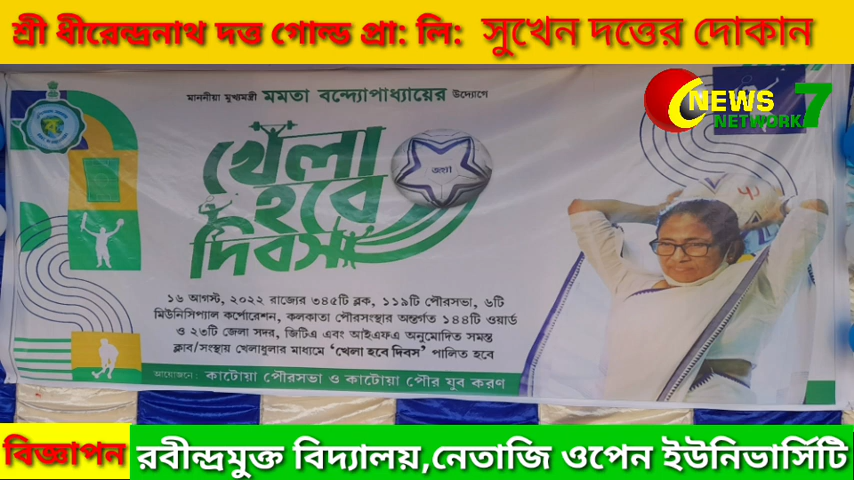 শ্রী ধীরেন্দ্রনাথ দত্ত গোল্ড প্রা: লি: সুখেন দত্তের দোকান
NEWS
NETWORK 7
মাননীয়া মুখ্যমন্ত্রী মমতা বন্দ্যোপাধ্যায়ের উদ্যোগে
খেলা
হবে
দিবস
জয়ী
১৬ আগস্ট, ২০২২ রাজ্যের ৩৪৫টি ব্লক, ১১৯টি পৌরসভা, ৬টি
মিউনিসিপ্যাল কর্পোরেশন, কলকাতা পৌরসংস্থার অন্তর্গত ১৪৪টি ওয়ার্ড
ও ২৩টি জেলা সদর, জিটিএ এবং আইএফএ অনুমোদিত সমস্ত
ক্লাব/সংস্থায় খেলাধুলার মাধ্যমে ‘খেলা হবে দিবস’ পালিত হবে
আয়োজনে: কাটোয়া পৌরসভা ও কাটোয়া পৌর যুব করণ
বিজ্ঞাপন রবীন্দ্রমুক্ত বিদ্যালয়,নেতাজি ওপেন ইউনিভার্সিটি